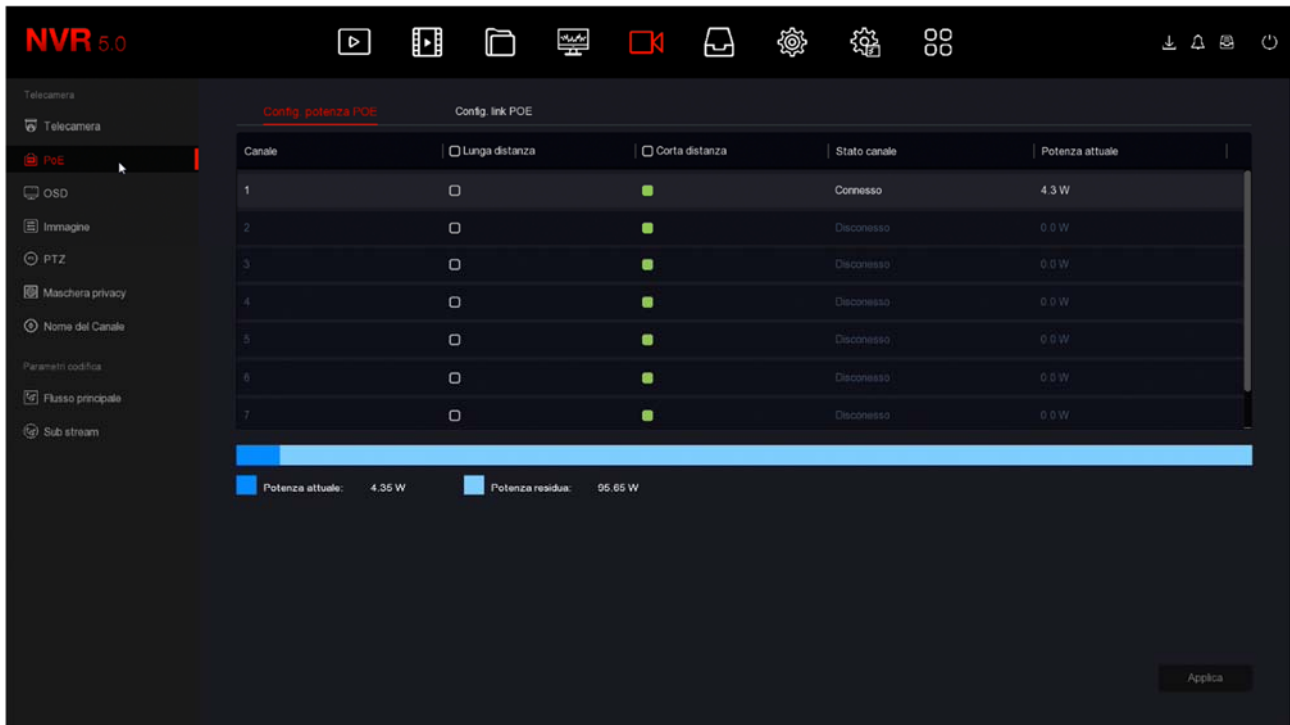 NVR 5.0
Telecamera
Telecamera
PoE
OSD
Immagine
PTZ
Maschera privacy
Nome del Canale
Parametri codifica
Flusso principale
Sub stream
Config. potenza POE Config. link POE
Canale Lunga distanza Corta distanza Stato canale Potenza attuale
1 Connesso 4.3 W
2 Disconesso 0.0 W
3 Disconesso 0.0 W
4 Disconesso 0.0 W
5 Disconesso 0.0 W
6 Disconesso 0.0 W
7 Disconesso 0.0 W
Potenza attuale: 4.35 W Potenza residua: 95.65 W
Applica